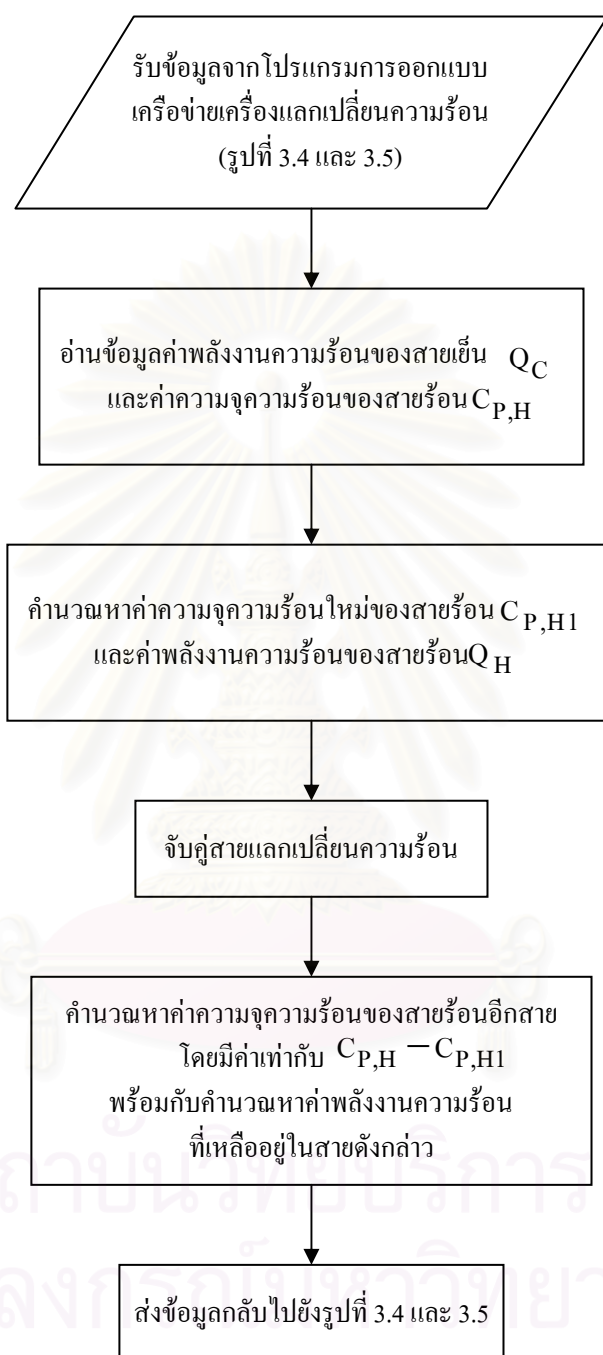 รับข้อมูลจากโปรแกรมการออกแบบ
เครือข่ายเครื่องแลกเปลี่ยนความร้อน
(รูปที่ 3.4 และ 3.5)
อ่านข้อมูลค่าพลังงานความร้อนของสายเย็น Q_C
และค่าความจุความร้อนของสายร้อน C_P,H
คำนวณหาค่าความจุความร้อนใหม่ของสายร้อน C_P,H1
และค่าพลังงานความร้อนของสายร้อน Q_H
จับคู่สายแลกเปลี่ยนความร้อน
คำนวณหาค่าความจุความร้อนของสายร้อนอีกสาย
โดยมีค่าเท่ากับ C_P,H − C_P,H1
พร้อมกับคำนวณหาค่าพลังงานความร้อน
ที่เหลืออยู่ในสายดังกล่าว
ส่งข้อมูลกลับไปยังรูปที่ 3.4 และ 3.5